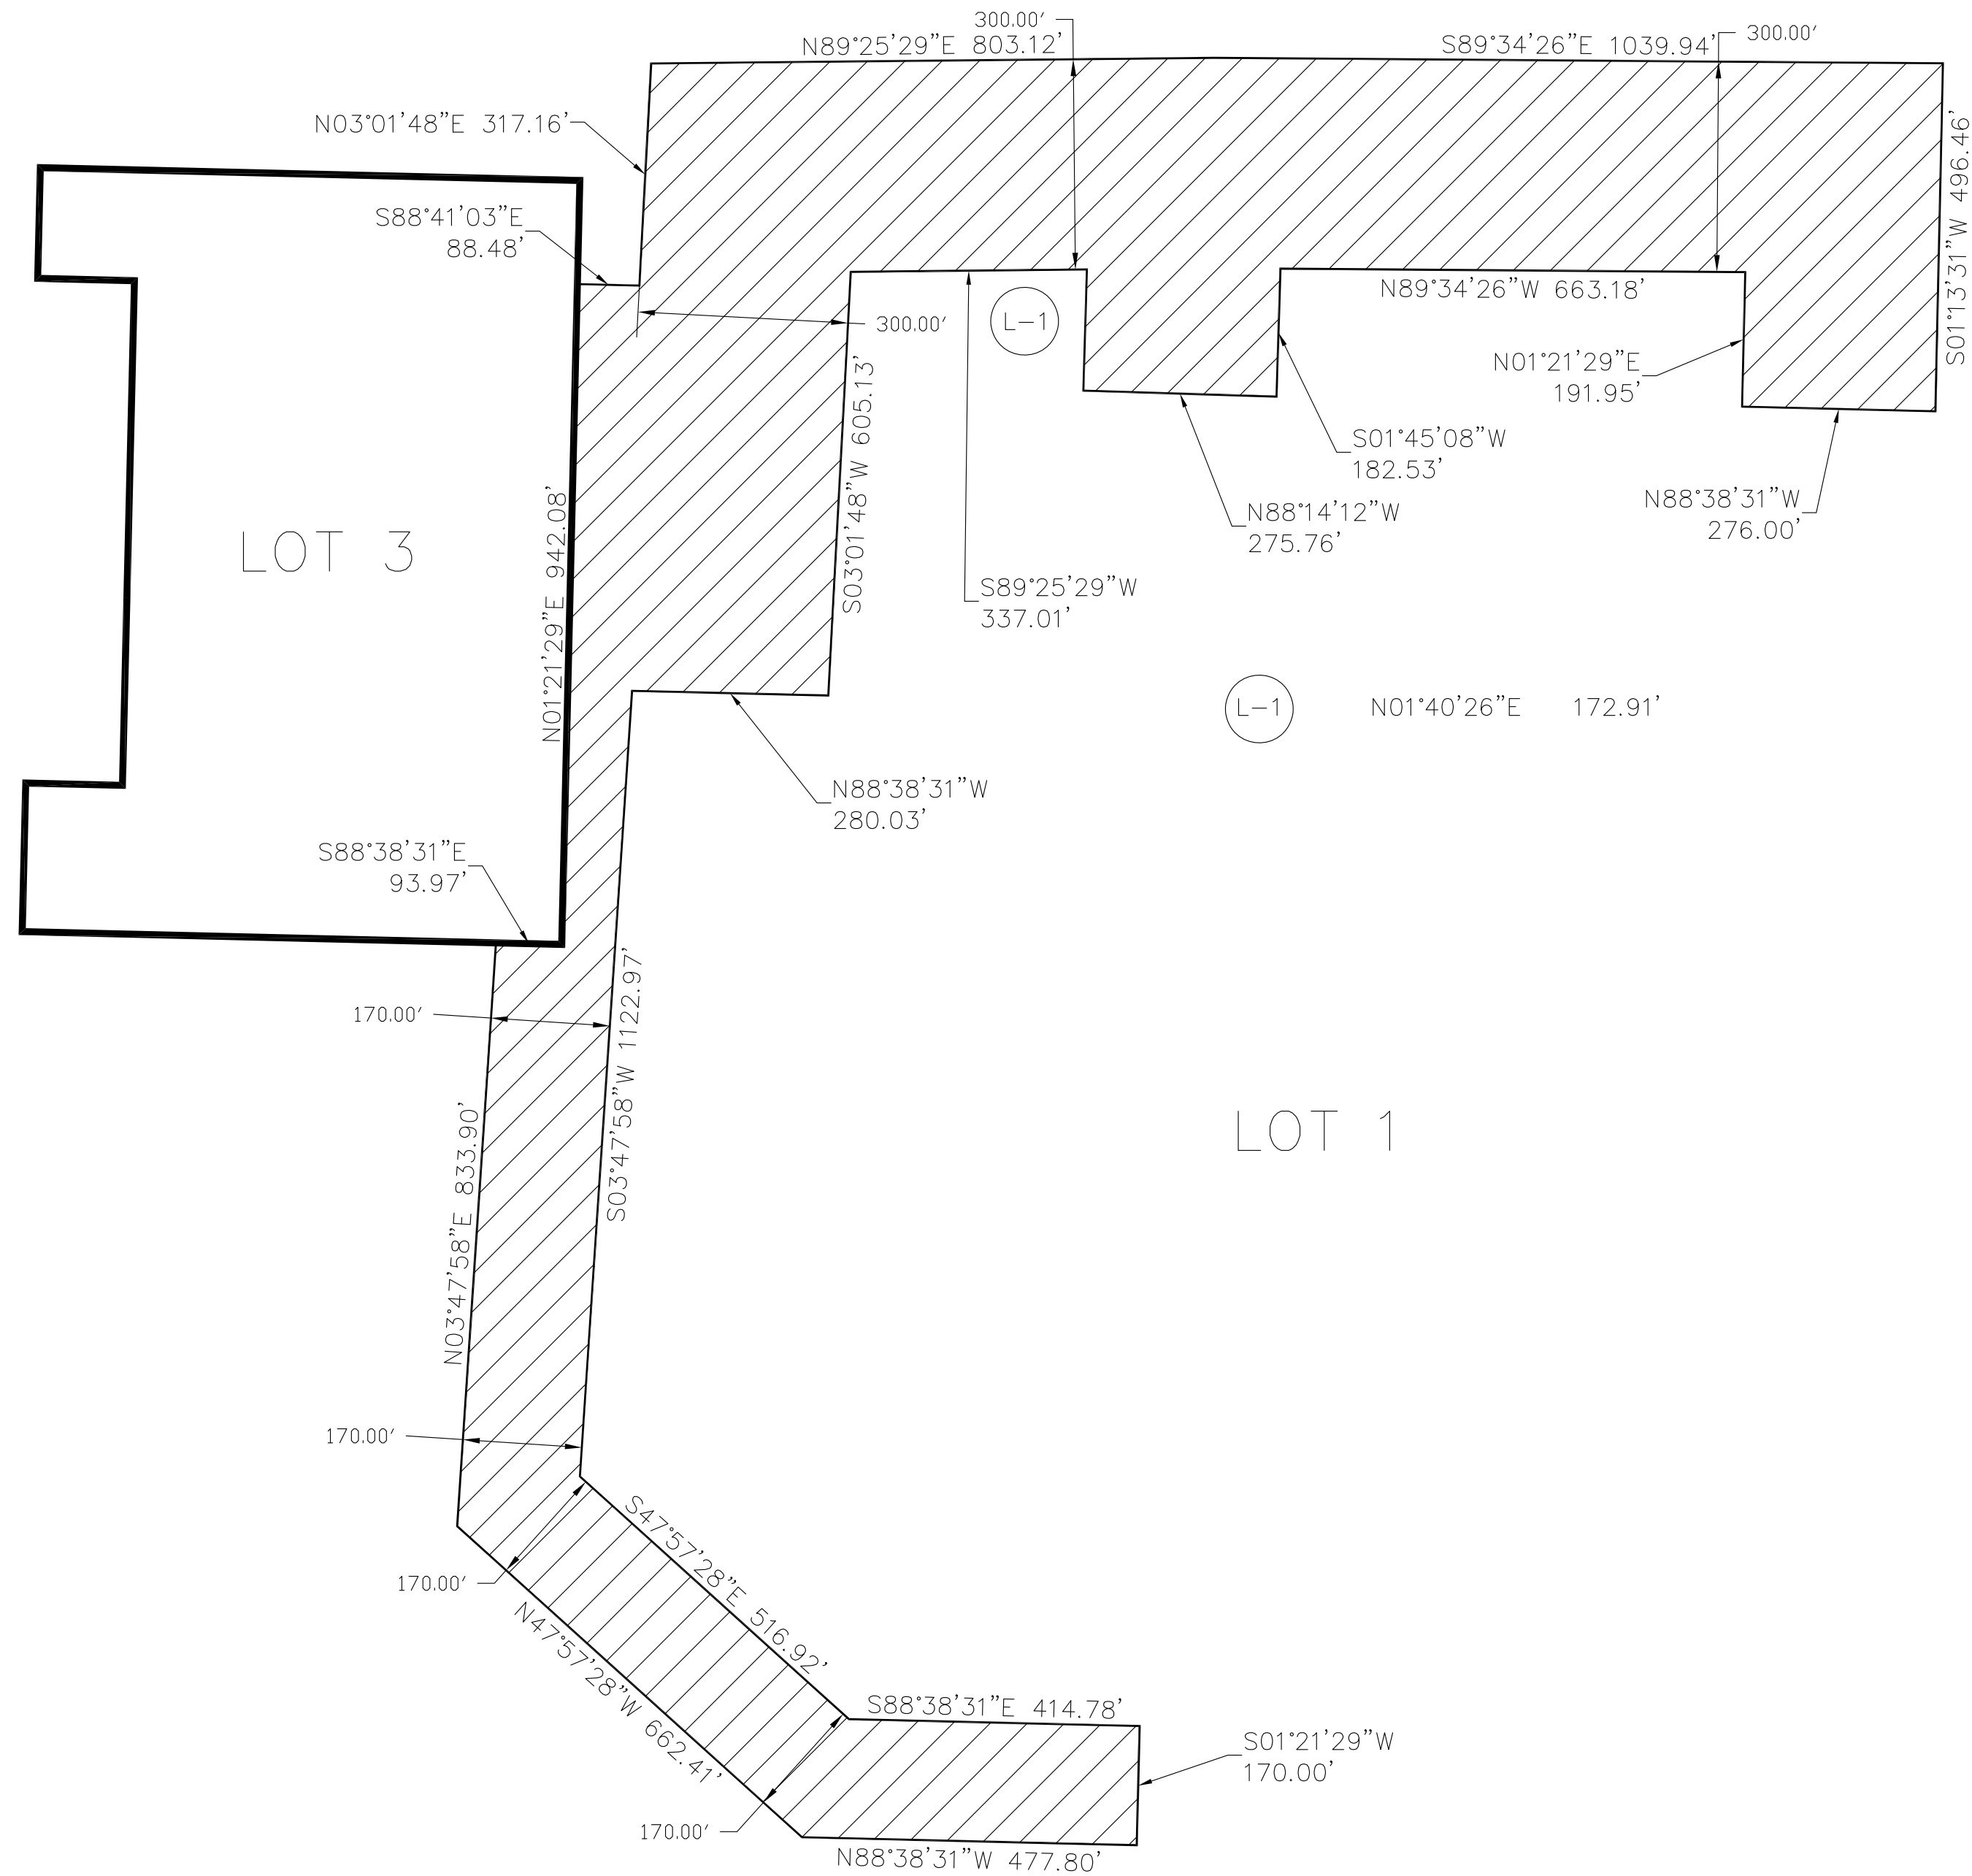 300.00'
N89°25'29"E 803.12'
S89°34'26"E 1039.94'
300.00'
N03°01'48"E 317.16'
S01°13'31"W 496.46'
S88°41'03"E
88.48'
300.00'
L-1
N89°34'26"W 663.18'
N01°21'29"E
191.95'
S03°01'48"W 605.13'
S01°45'08"W
182.53'
N88°14'12"W
275.76'
N88°38'31"W
276.00'
LOT 3
N01°21'29"E 942.08'
S89°25'29"W
337.01'
L-1 N01°40'26"E 172.91'
N88°38'31"W
280.03'
S88°38'31"E
93.97'
170.00'
S03°47'58"W 1122.97'
LOT 1
N03°47'58"E 833.90'
170.00'
S47°57'28"E 516.92'
170.00'
N47°57'28"W 662.41'
S88°38'31"E 414.78'
S01°21'29"W
170.00'
170.00'
N88°38'31"W 477.80'